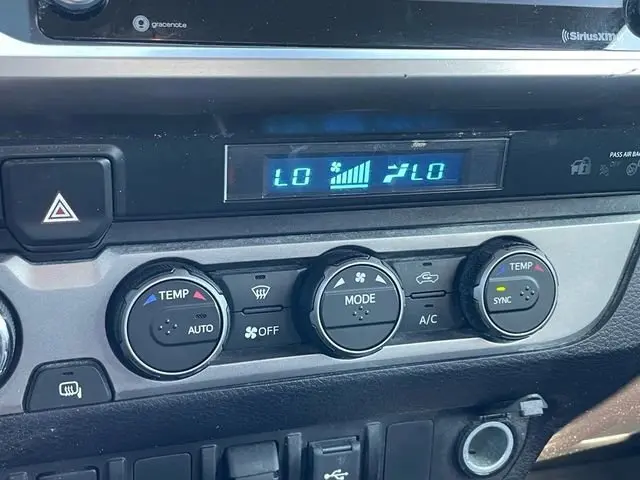 gracenote
SiriusXM
PASS AIR BAG
LO LO
TEMP
AUTO
OFF
MODE
A/C
TEMP
SYNC